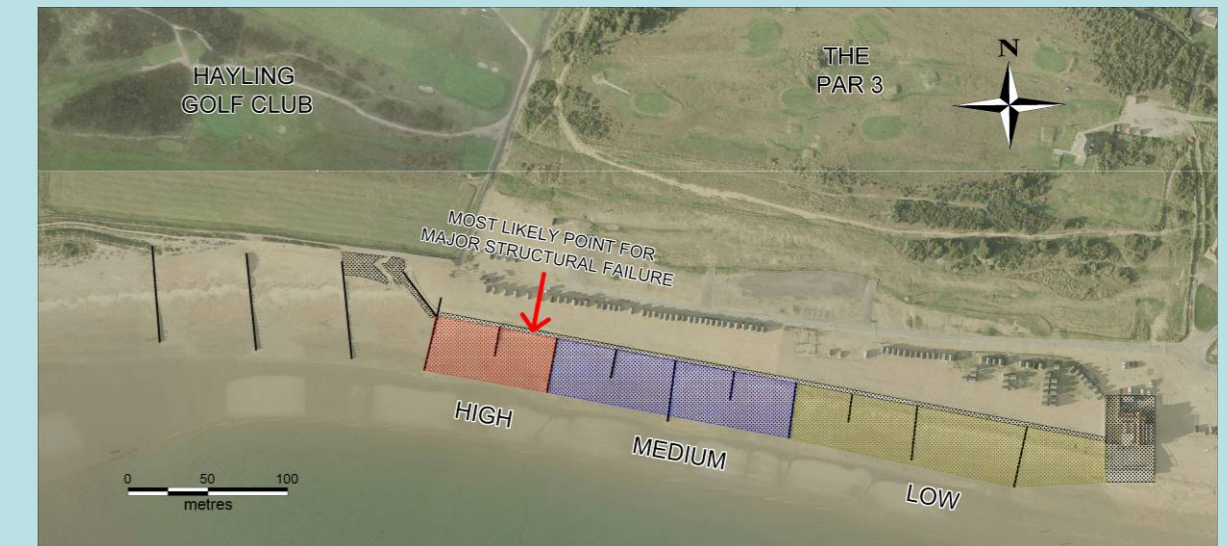 HAYLING
GOLF CLUB
THE
PAR 3
N
MOST LIKELY POINT FOR
MAJOR STRUCTURAL FAILURE
HIGH
MEDIUM
LOW
0 50 100
metres